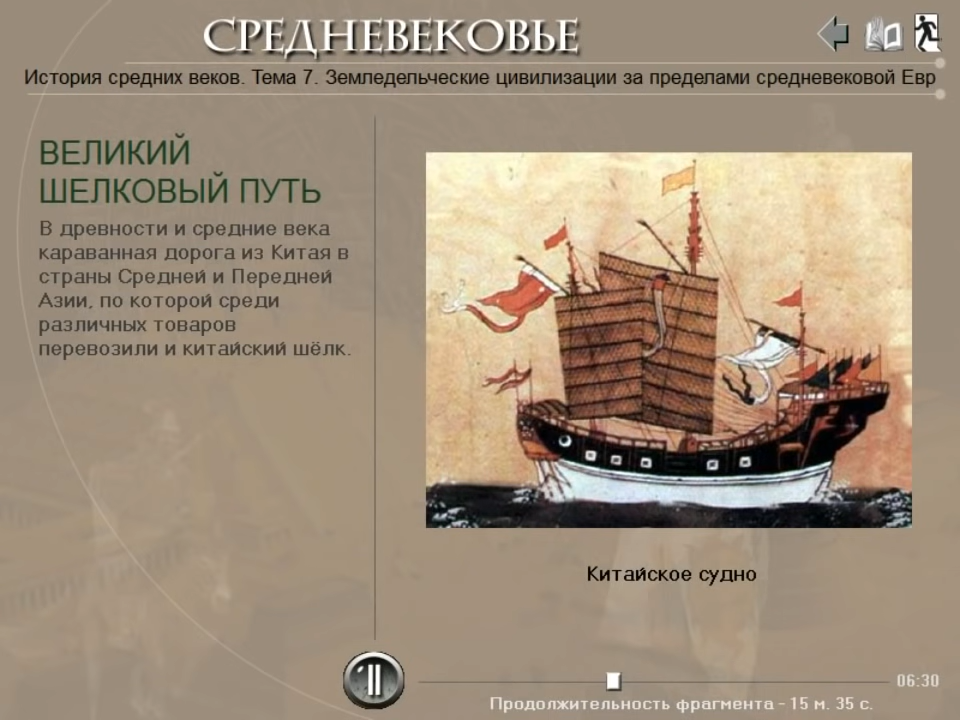 СРЕДНЕВЕКОВЬЕ
История средних веков. Тема 7. Земледельческие цивилизации за пределами средневековой Евр
ВЕЛИКИЙ
ШЕЛКОВЫЙ ПУТЬ
В древности и средние века
караванная дорога из Китая в
страны Средней и Передней
Азии, по которой среди
различных товаров
перевозили и китайский шёлк.
Китайское судно
06:30
Продолжительность фрагмента - 15 м. 35 с.